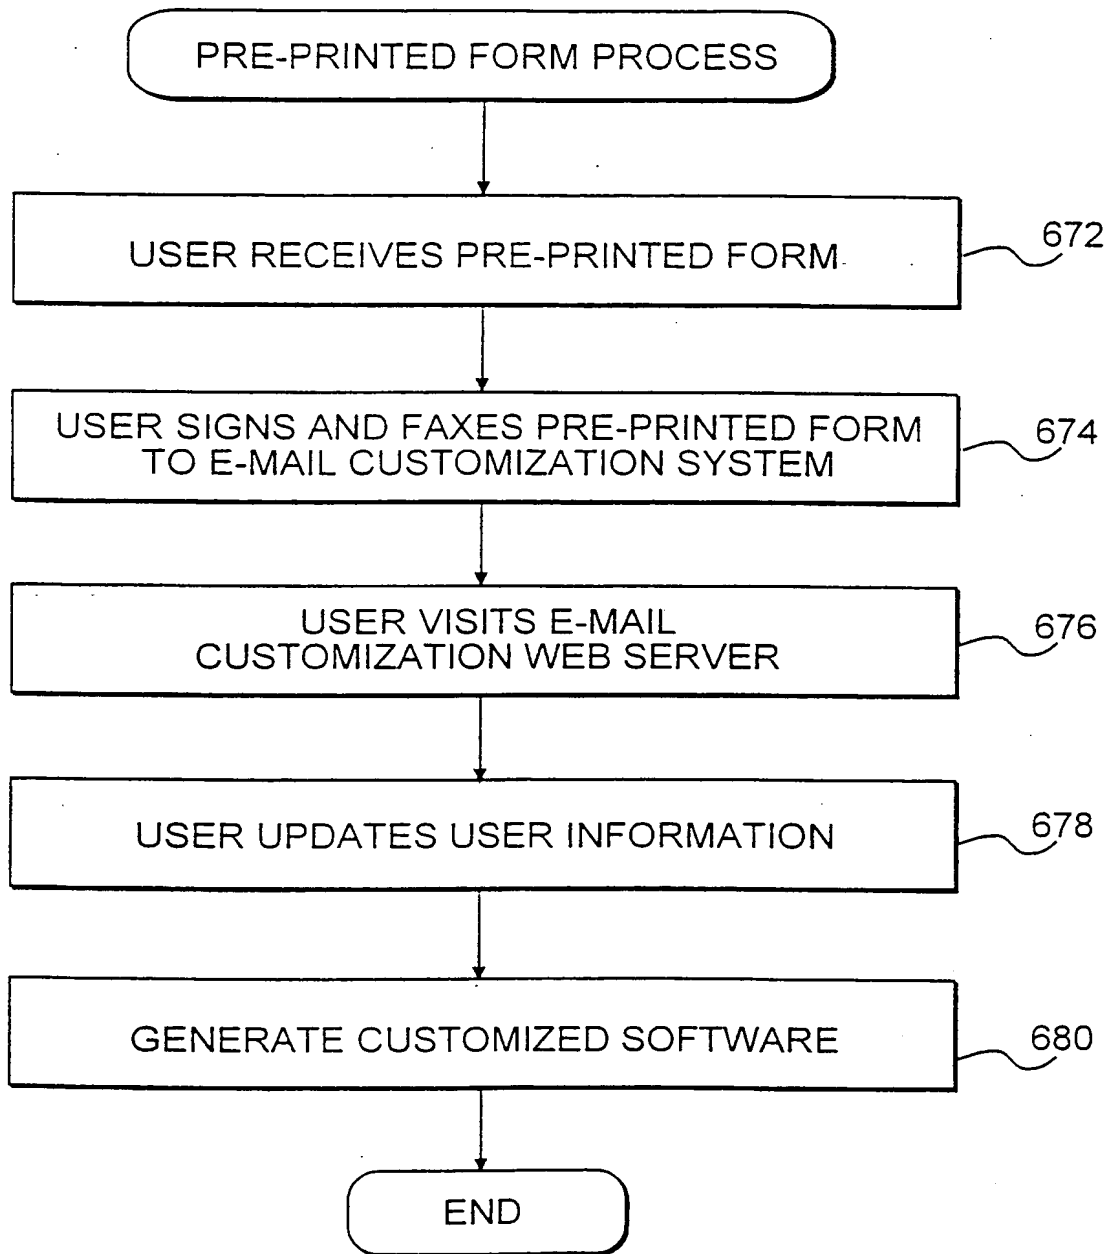 PRE-PRINTED FORM PROCESS
USER RECEIVES PRE-PRINTED FORM
672
USER SIGNS AND FAXES PRE-PRINTED FORM
TO E-MAIL CUSTOMIZATION SYSTEM
674
USER VISITS E-MAIL
CUSTOMIZATION WEB SERVER
676
USER UPDATES USER INFORMATION
678
GENERATE CUSTOMIZED SOFTWARE
680
END